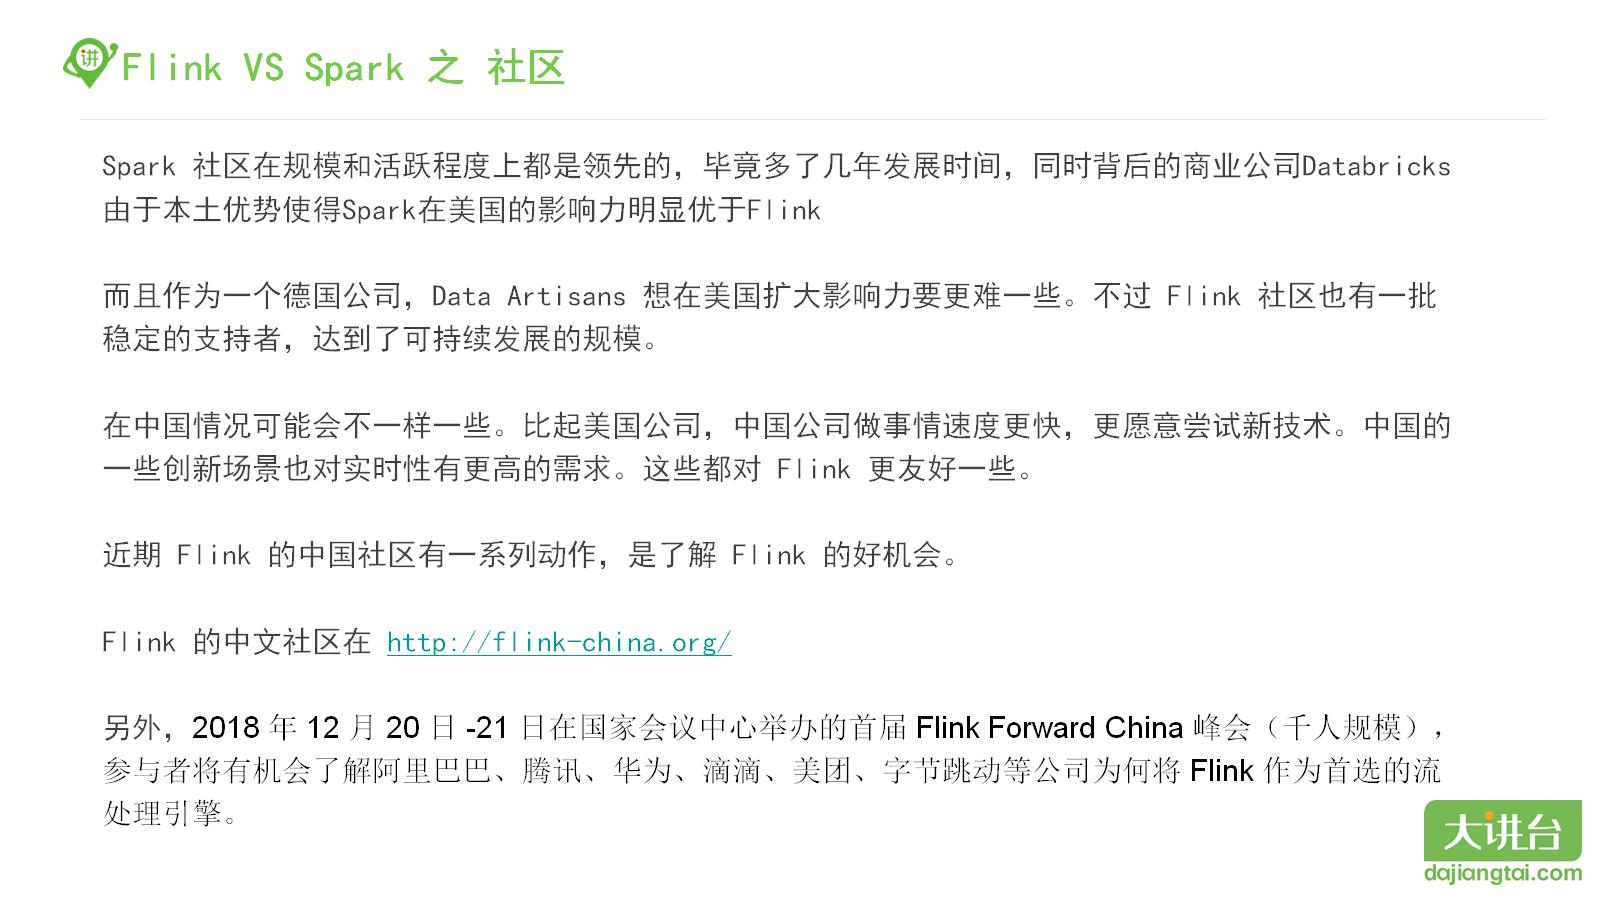 讲
Flink VS Spark 之 社区
Spark 社区在规模和活跃程度上都是领先的，毕竟多了几年发展时间，同时背后的商业公司Databricks
由于本土优势使得Spark在美国的影响力明显优于Flink
而且作为一个德国公司，Data Artisans 想在美国扩大影响力要更难一些。不过 Flink 社区也有一批
稳定的支持者，达到了可持续发展的规模。
在中国情况可能会不一样一些。比起美国公司，中国公司做事情速度更快，更愿意尝试新技术。中国的
一些创新场景也对实时性有更高的需求。这些都对 Flink 更友好一些。
近期 Flink 的中国社区有一系列动作，是了解 Flink 的好机会。
Flink 的中文社区在 http://flink-china.org/
另外，2018 年 12 月 20 日 -21 日在国家会议中心举办的首届 Flink Forward China 峰会（千人规模），
参与者将有机会了解阿里巴巴、腾讯、华为、滴滴、美团、字节跳动等公司为何将 Flink 作为首选的流
处理引擎。
大讲台
dajiangtai.com